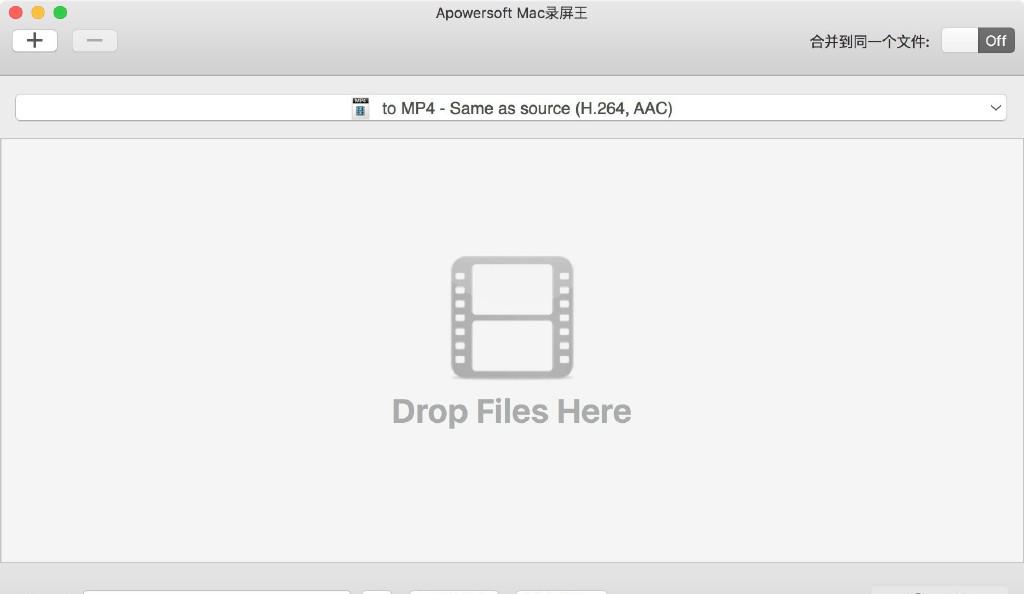 Apowersoft Mac录屏王
合并到同一个文件:
Off
to MP4 - Same as source (H.264, AAC)
Drop Files Here